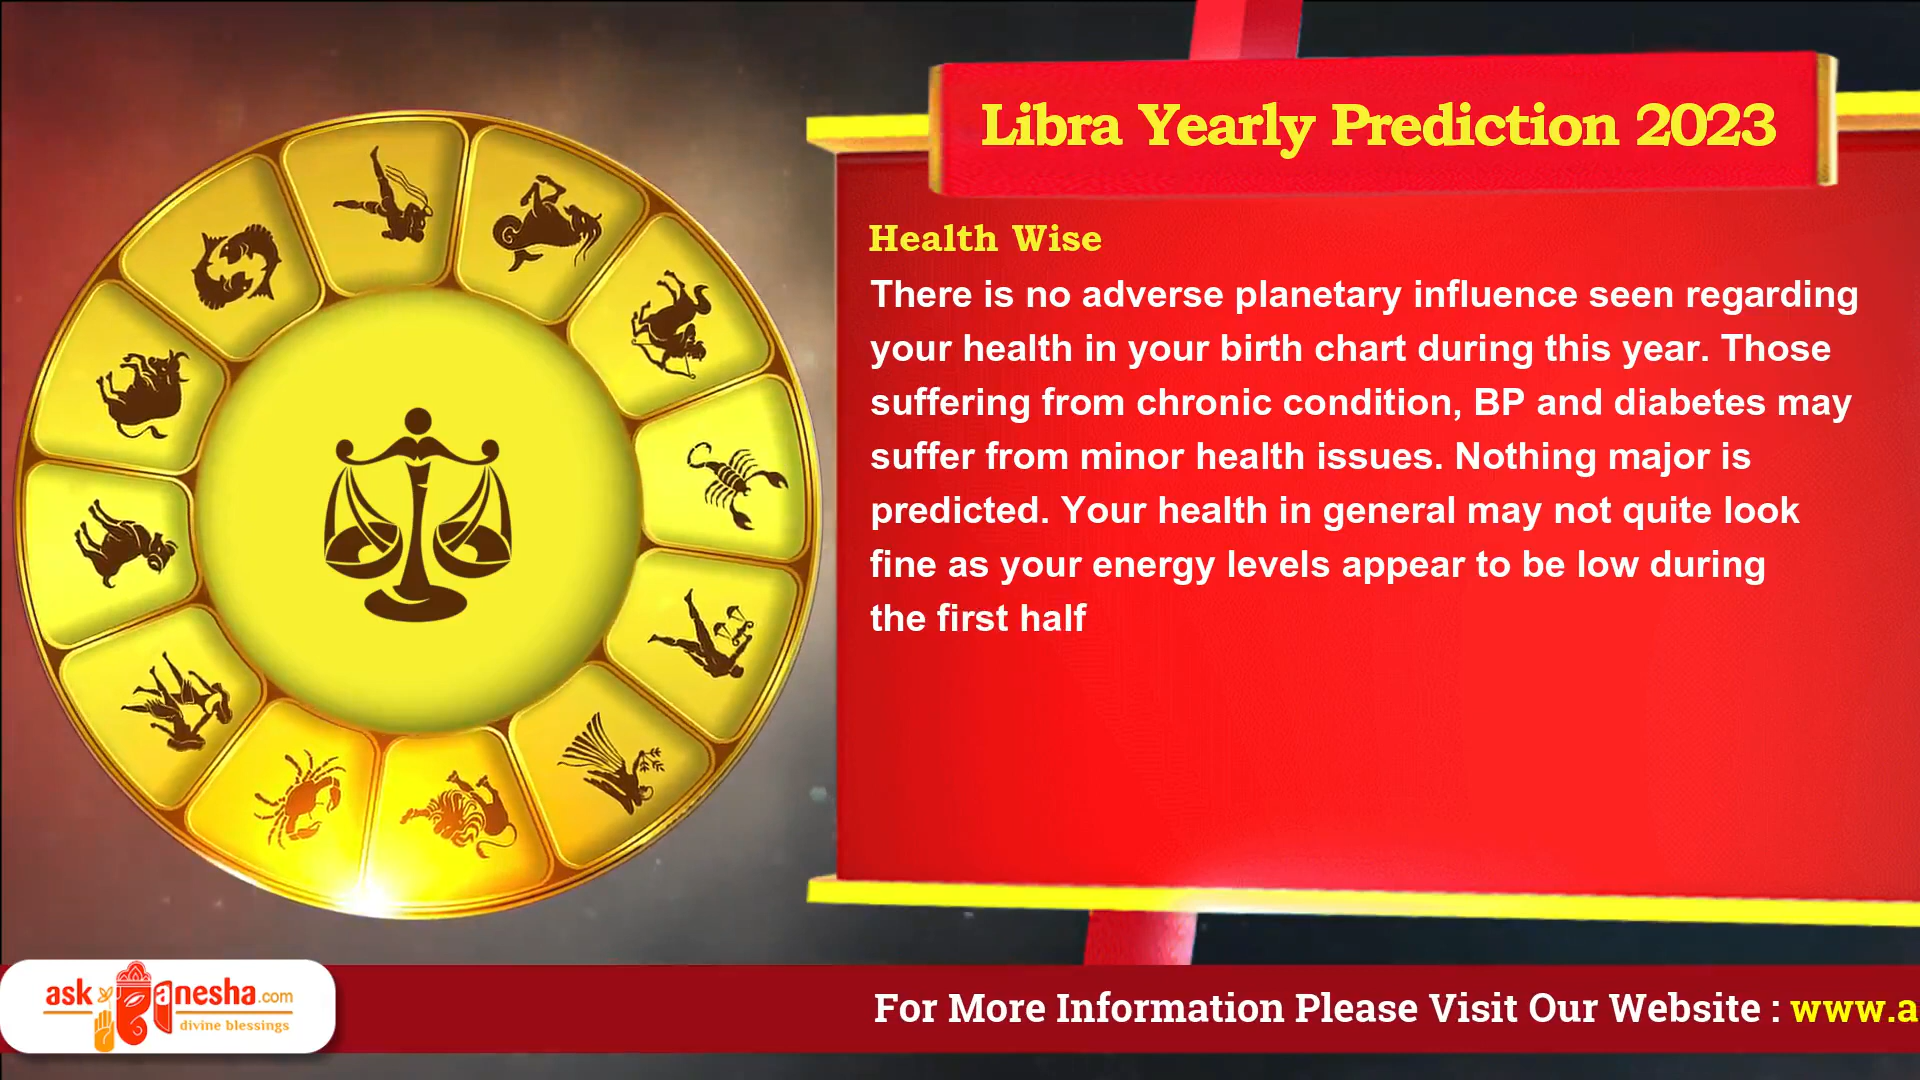 Libra Yearly Prediction 2023
Health Wise
There is no adverse planetary influence seen regarding
your health in your birth chart during this year. Those
suffering from chronic condition, BP and diabetes may
suffer from minor health issues. Nothing major is
predicted. Your health in general may not quite look
fine as your energy levels appear to be low during
the first half
ask Ganesha.com
divine blessings
For More Information Please Visit Our Website : www.a